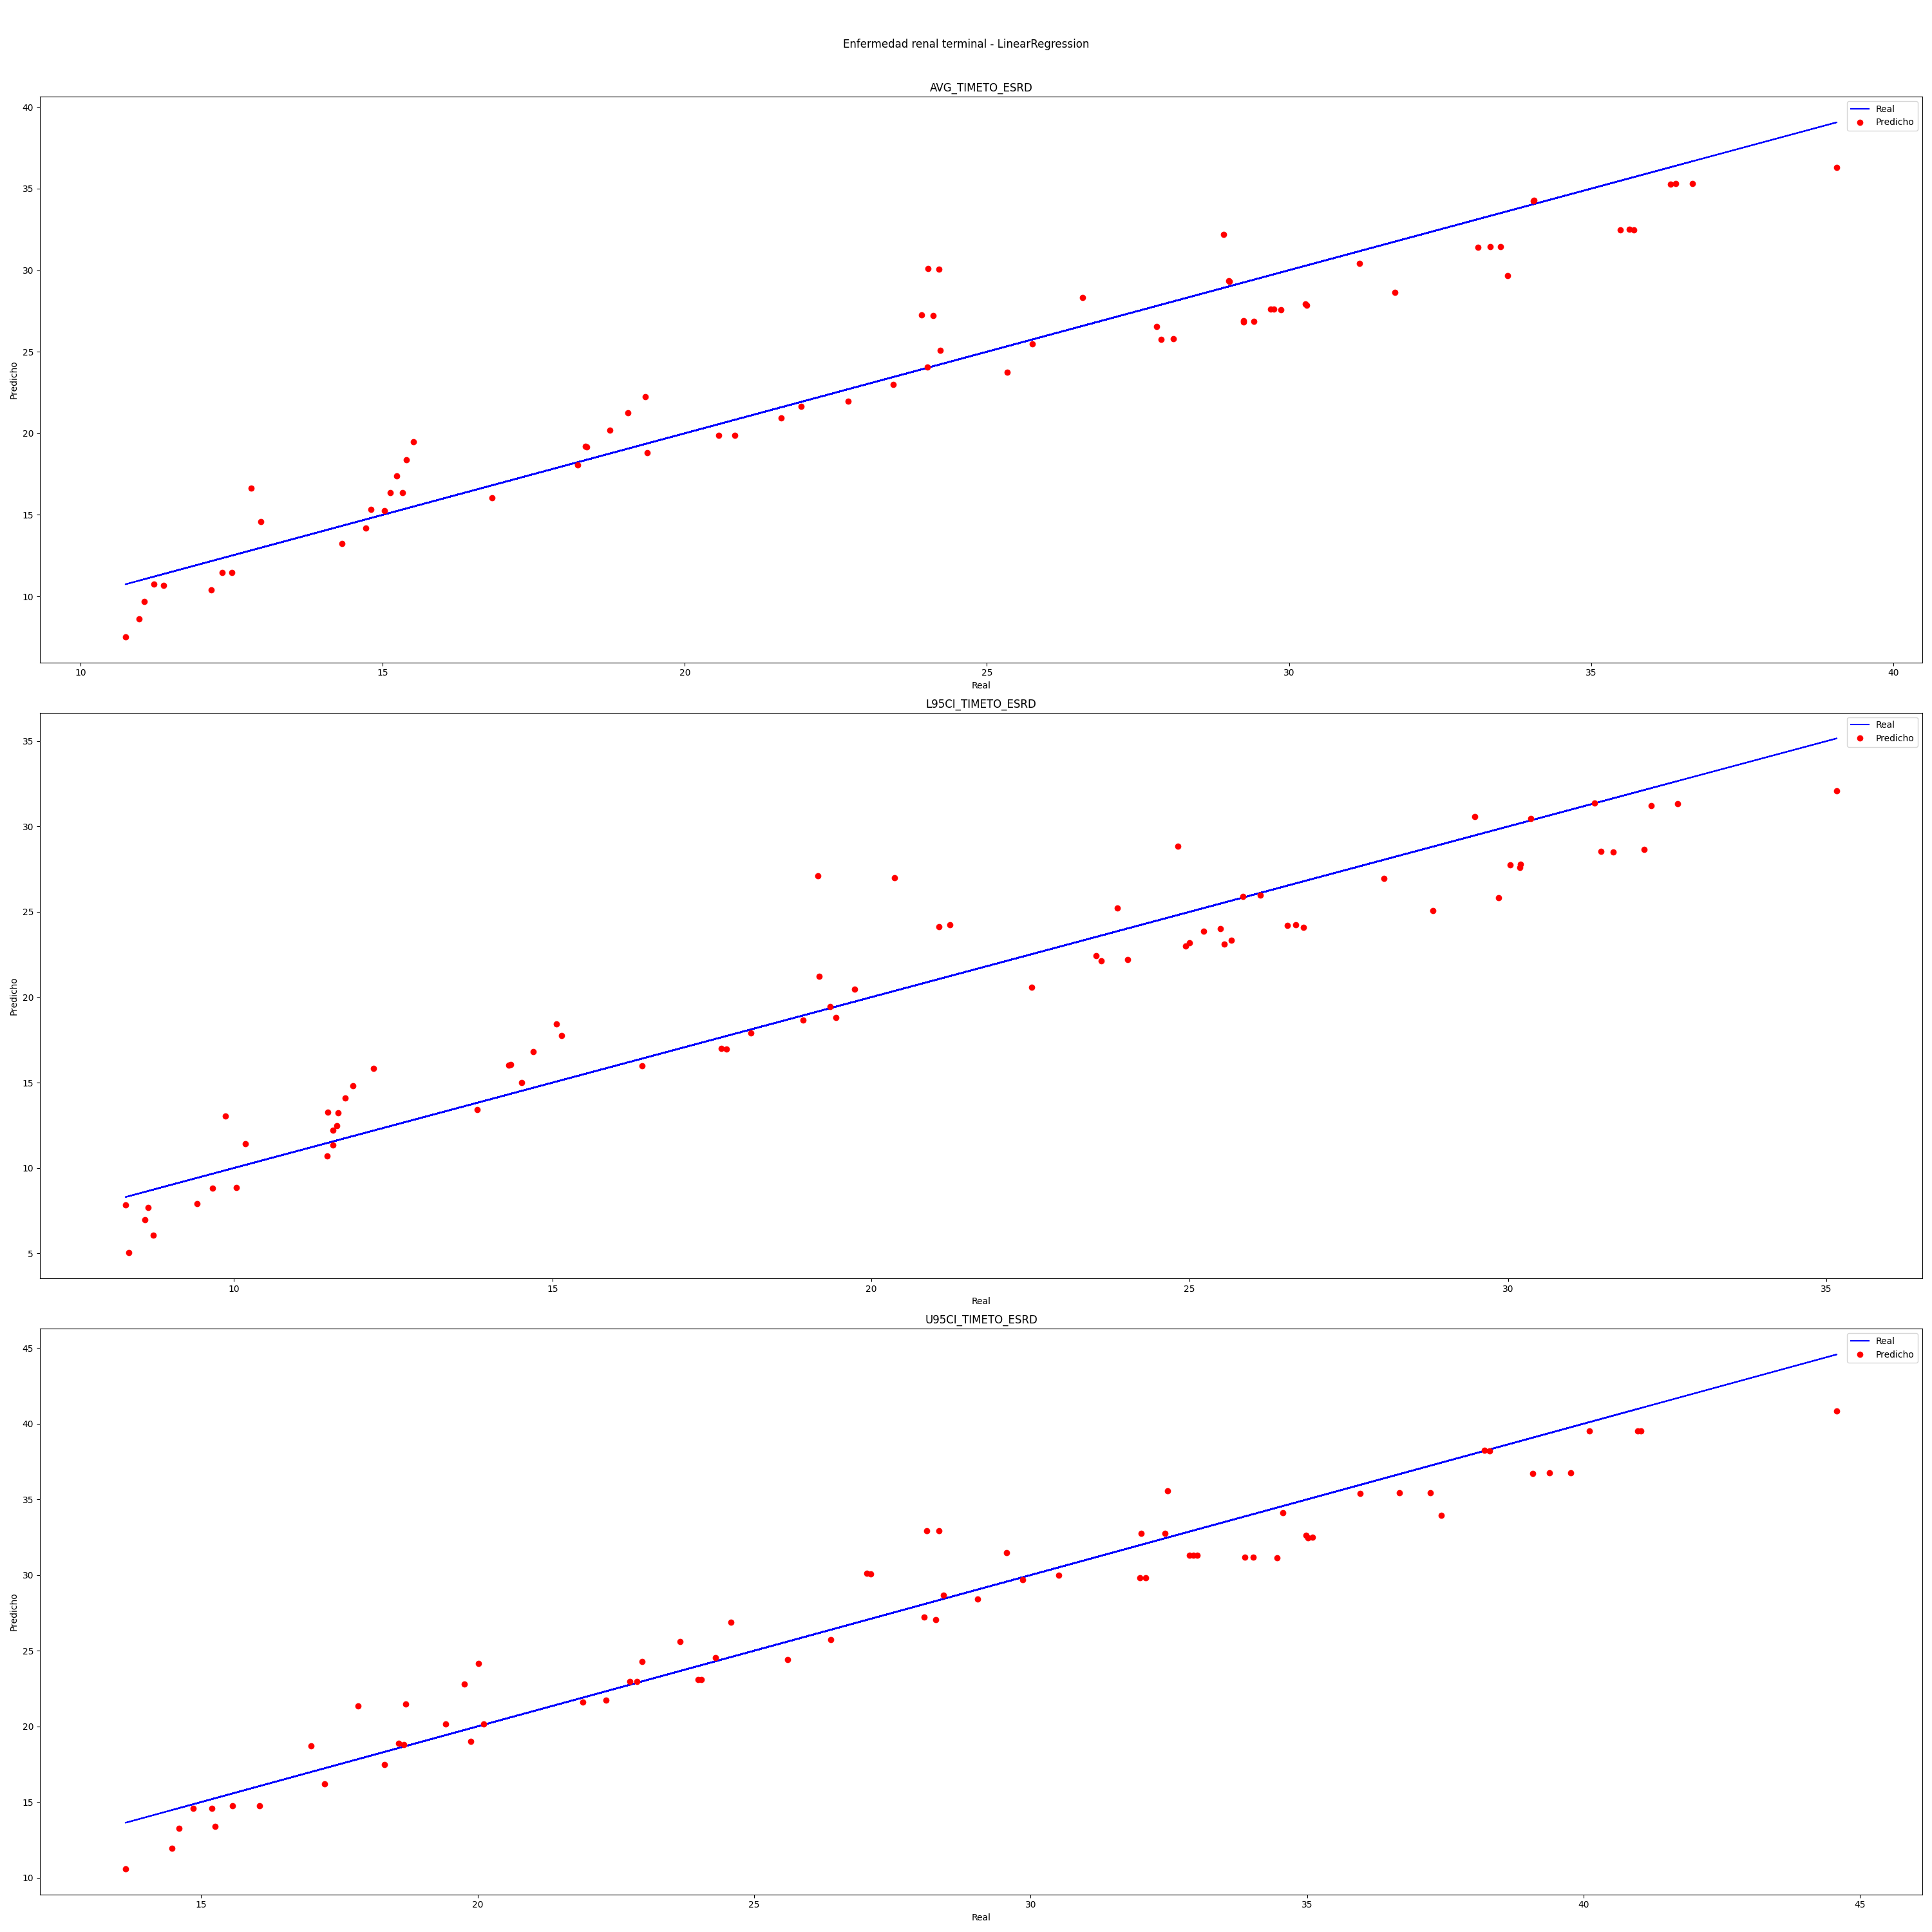 Enfermedad renal terminal - LinearRegression
AVG_TIMETO_ESRD
40
35
30
25
20
15
10
Predicho
Real
Predicho
10 15 20 25 30 35 40
Real
L95CI_TIMETO_ESRD
35
30
25
20
15
10
5
Predicho
Real
Predicho
10 15 20 25 30 35
Real
U95CI_TIMETO_ESRD
45
40
35
30
25
20
15
10
Predicho
Real
Predicho
15 20 25 30 35 40 45
Real